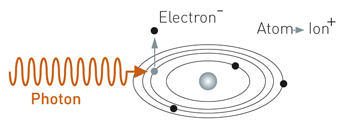 Electron⁻
Atom → Ion⁺
Photon